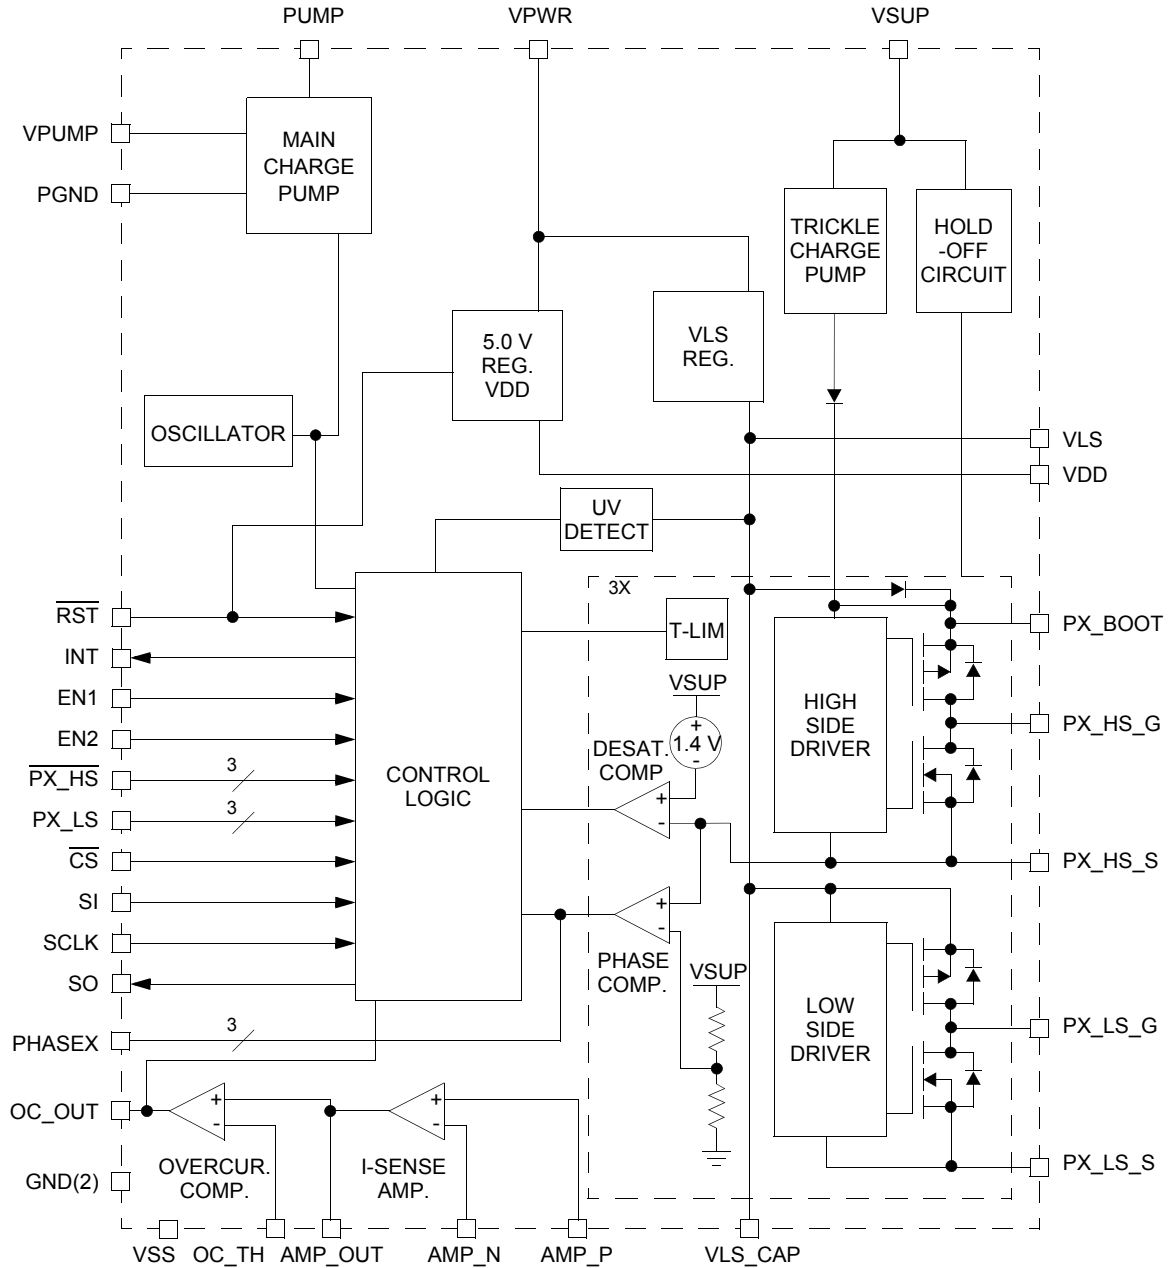 PUMP
VPWR
VSUP
VPUMP
PGND
MAIN
CHARGE
PUMP
TRICKLE
CHARGE
PUMP
HOLD
-OFF
CIRCUIT
5.0 V
REG.
VDD
VLS
REG.
OSCILLATOR
VLS
VDD
UV
DETECT
3X
T-LIM
RST
INT
EN1
EN2
PX_HS
3
PX_LS
3
CS
SI
SCLK
SO
PHASEX
3
OC_OUT
GND(2)
CONTROL
LOGIC
VSUP
+
1.4 V
-
DESAT.
COMP.
+
-
+
-
PHASE
COMP.
VSUP
HIGH
SIDE
DRIVER
LOW
SIDE
DRIVER
PX_BOOT
PX_HS_G
PX_HS_S
PX_LS_G
PX_LS_S
+
-
OVERCUR.
COMP.
+
-
I-SENSE
AMP.
VSS
OC_TH
AMP_OUT
AMP_N
AMP_P
VLS_CAP